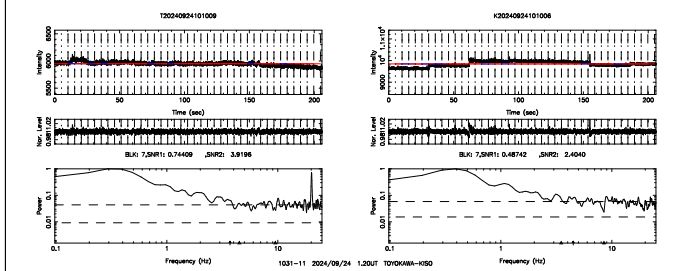 T20240924101009
K20240924101006
Intensity
5500
6000
6500
0
50
100
150
200
Time (sec)
Intensity
9000
10⁴
1.1×10⁴
0
50
100
150
200
Time (sec)
Nor. Level
0.9811.02
Nor. Level
0.9811.02
BLK: 7,SNR1: 0.74409 ,SNR2: 3.9196
BLK: 7,SNR1: 0.48742 ,SNR2: 2.4040
Power
1
0.1
0.01
0.1
1
10
Frequency (Hz)
Power
1
0.1
0.01
0.1
1
10
Frequency (Hz)
1031-11 2024/09/24 1.20UT TOYOKAWA-KISO